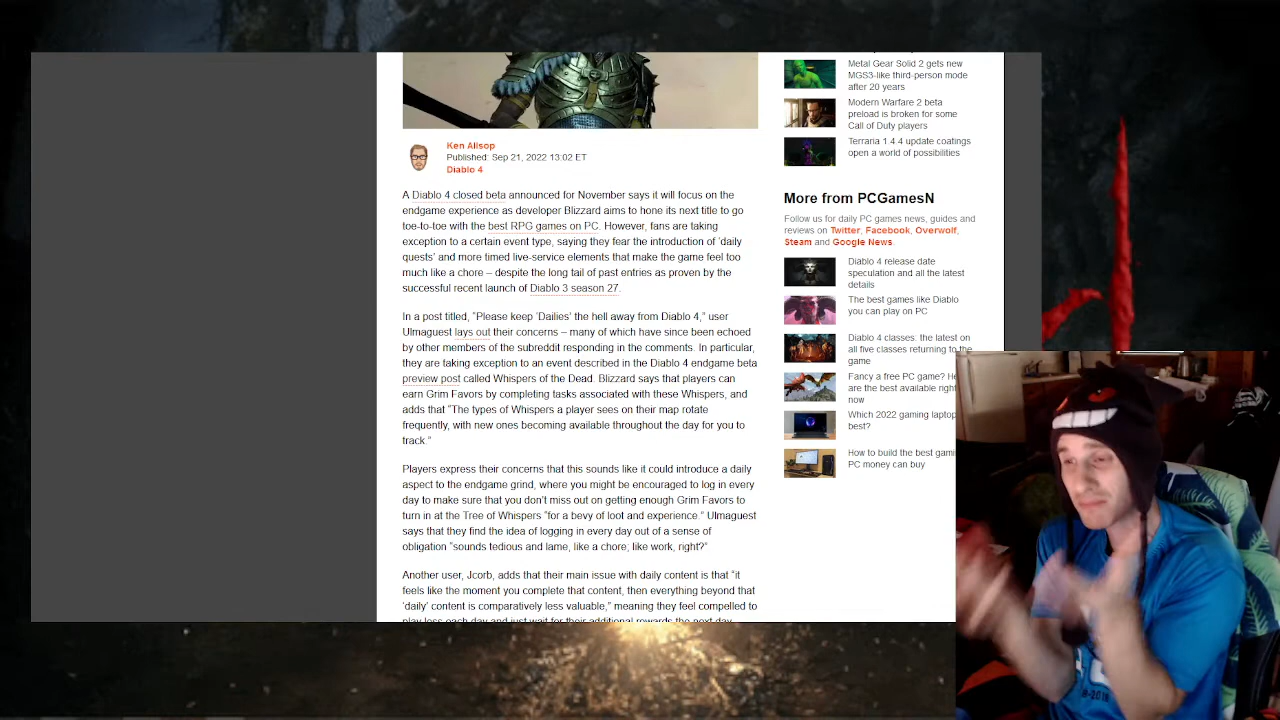 Ken Allsop
Published: Sep 21, 2022 13:02 ET
Diablo 4
A Diablo 4 closed beta announced for November says it will focus on the
endgame experience as developer Blizzard aims to hone its next title to go
toe-to-toe with the best RPG games on PC. However, fans are taking
exception to a certain event type, saying they fear the introduction of 'daily
quests' and more timed live-service elements that make the game feel too
much like a chore – despite the long tail of past entries as proven by the
successful recent launch of Diablo 3 season 27.
In a post titled, "Please keep 'Dailies' the hell away from Diablo 4," user
Ulmaguest lays out their concerns – many of which have since been echoed
by other members of the subreddit responding in the comments. In particular,
they are taking exception to an event described in the Diablo 4 endgame beta
preview post called Whispers of the Dead. Blizzard says that players can
earn Grim Favors by completing tasks associated with these Whispers, and
adds that "The types of Whispers a player sees on their map rotate
frequently, with new ones becoming available throughout the day for you to
track."
Players express their concerns that this sounds like it could introduce a daily
aspect to the endgame grind, where you might be encouraged to log in every
day to make sure that you don't miss out on getting enough Grim Favors to
turn in at the Tree of Whispers "for a bevy of loot and experience." Ulmaguest
says that they find the idea of logging in every day out of a sense of
obligation "sounds tedious and lame, like a chore; like work, right?"
Another user, Jcorb, adds that their main issue with daily content is that "it
feels like the moment you complete that content, then everything beyond that
'daily' content is comparatively less valuable," meaning they feel compelled to
play less each day and just wait for their additional rewards the next day
Metal Gear Solid 2 gets new
MGS3-like third-person mode
after 20 years
Modern Warfare 2 beta
preload is broken for some
Call of Duty players
Terraria 1.4.4 update coatings
open a world of possibilities
More from PCGamesN
Follow us for daily PC games news, guides and
reviews on Twitter, Facebook, Overwolf,
Steam and Google News.
Diablo 4 release date
speculation and all the latest
details
The best games like Diablo
you can play on PC
Diablo 4 classes: the latest on
all five classes returning to the
game
Fancy a free PC game? He
are the best available right
now
Which 2022 gaming laptop
best?
How to build the best gami
PC money can buy